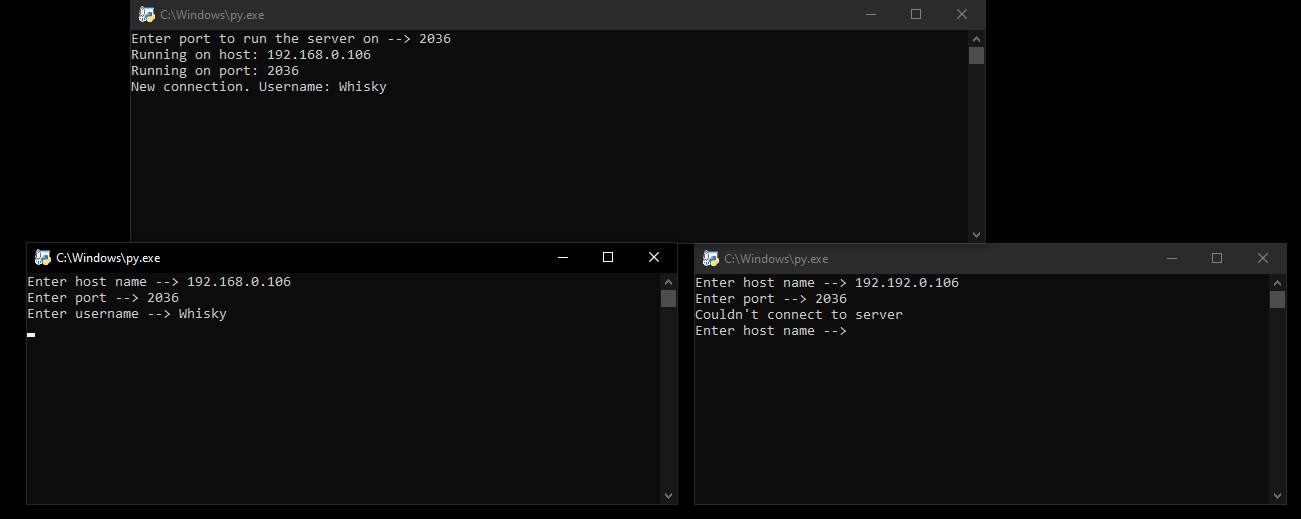 C:\Windows\py.exe
Enter port to run the server on --> 2036
Running on host: 192.168.0.106
Running on port: 2036
New connection. Username: Whisky
C:\Windows\py.exe
Enter host name --> 192.168.0.106
Enter port --> 2036
Enter username --> Whisky
C:\Windows\py.exe
Enter host name --> 192.192.0.106
Enter port --> 2036
Couldn't connect to server
Enter host name -->